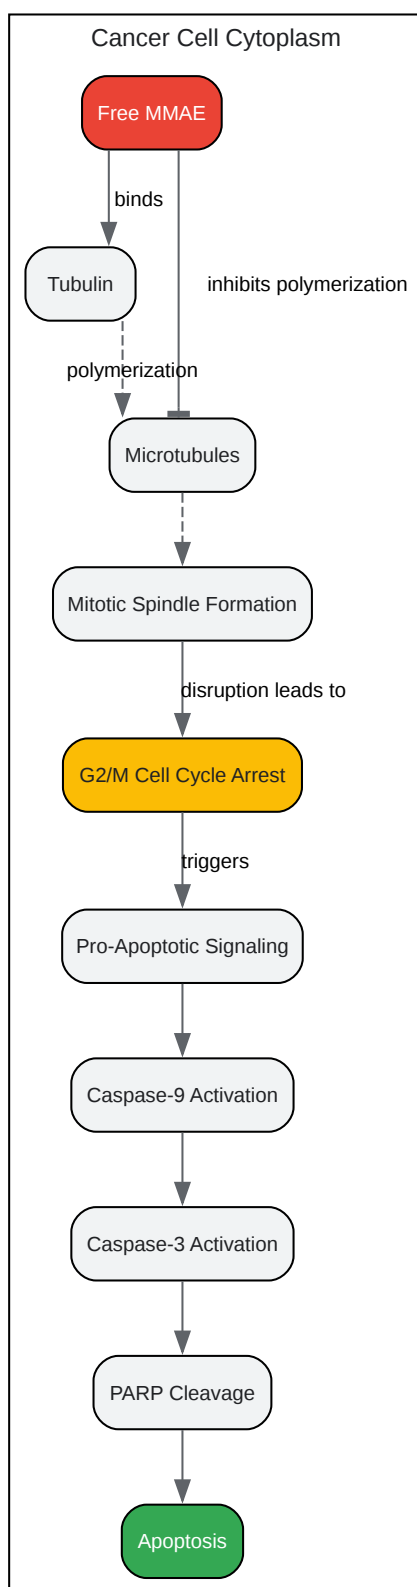 Cancer Cell Cytoplasm
Free MMAE
binds
Tubulin
inhibits polymerization
polymerization
Microtubules
Mitotic Spindle Formation
disruption leads to
G2/M Cell Cycle Arrest
triggers
Pro-Apoptotic Signaling
Caspase-9 Activation
Caspase-3 Activation
PARP Cleavage
Apoptosis